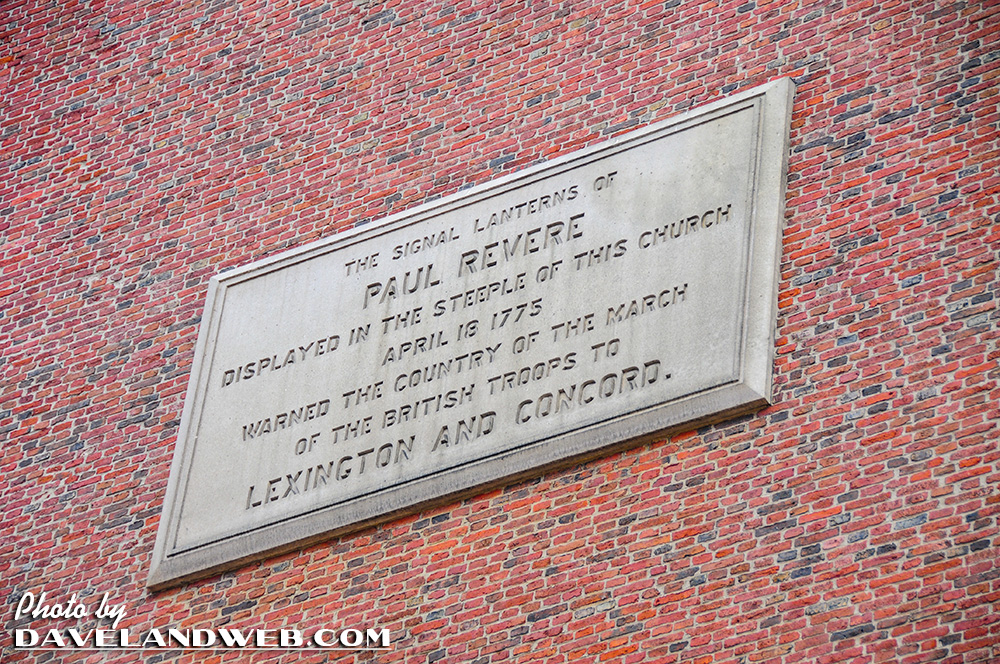 THE SIGNAL LANTERNS OF
PAUL REVERE
DISPLAYED IN THE STEEPLE OF THIS CHURCH
APRIL 18 1775
WARNED THE COUNTRY OF THE MARCH
OF THE BRITISH TROOPS TO
LEXINGTON AND CONCORD.
Photo by
DAVELANDWEB.COM